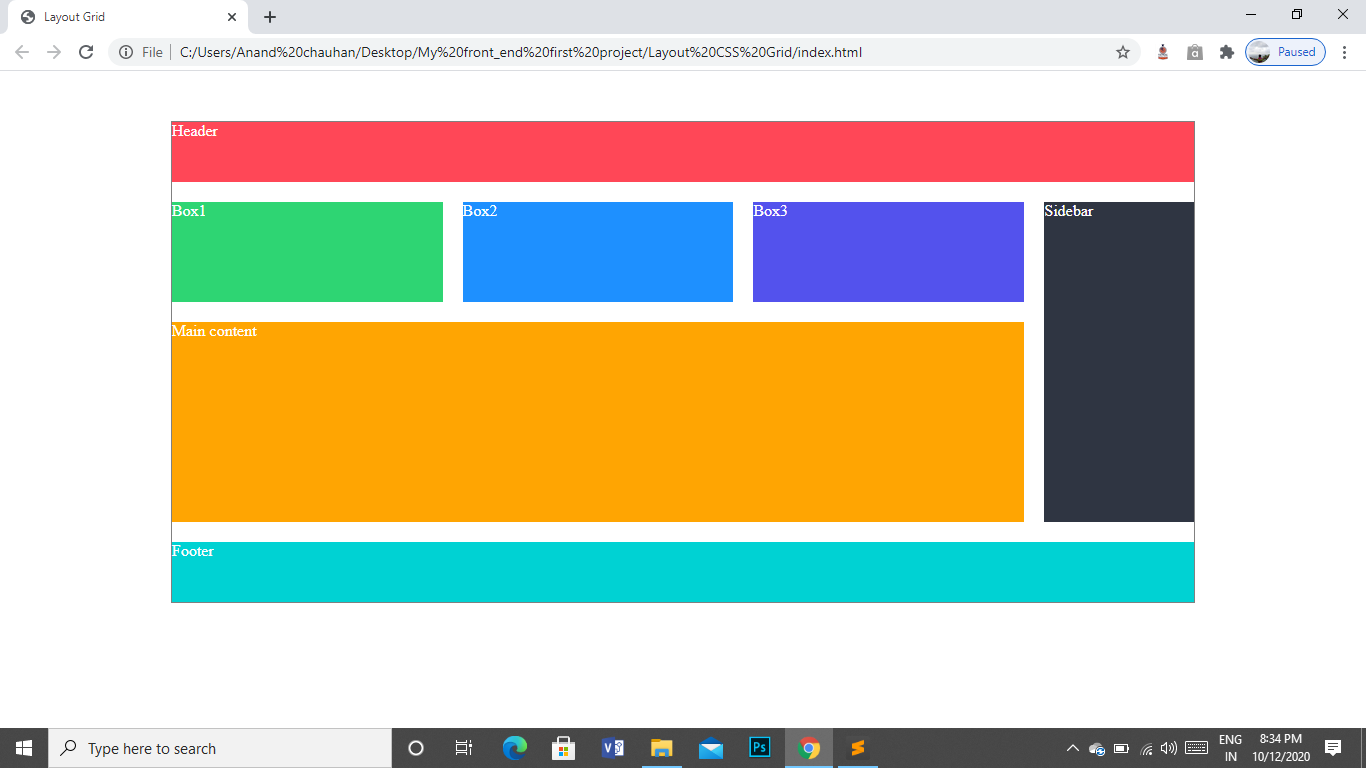 Layout Grid
File
C:/Users/Anand%20chauhan/Desktop/My%20front_end%20first%20project/Layout%20CSS%20Grid/index.html
a
Paused
Header
Box1
Box2
Box3
Sidebar
Main content
Footer
Type here to search
V
Ps
ENG
IN
8:34 PM
10/12/2020